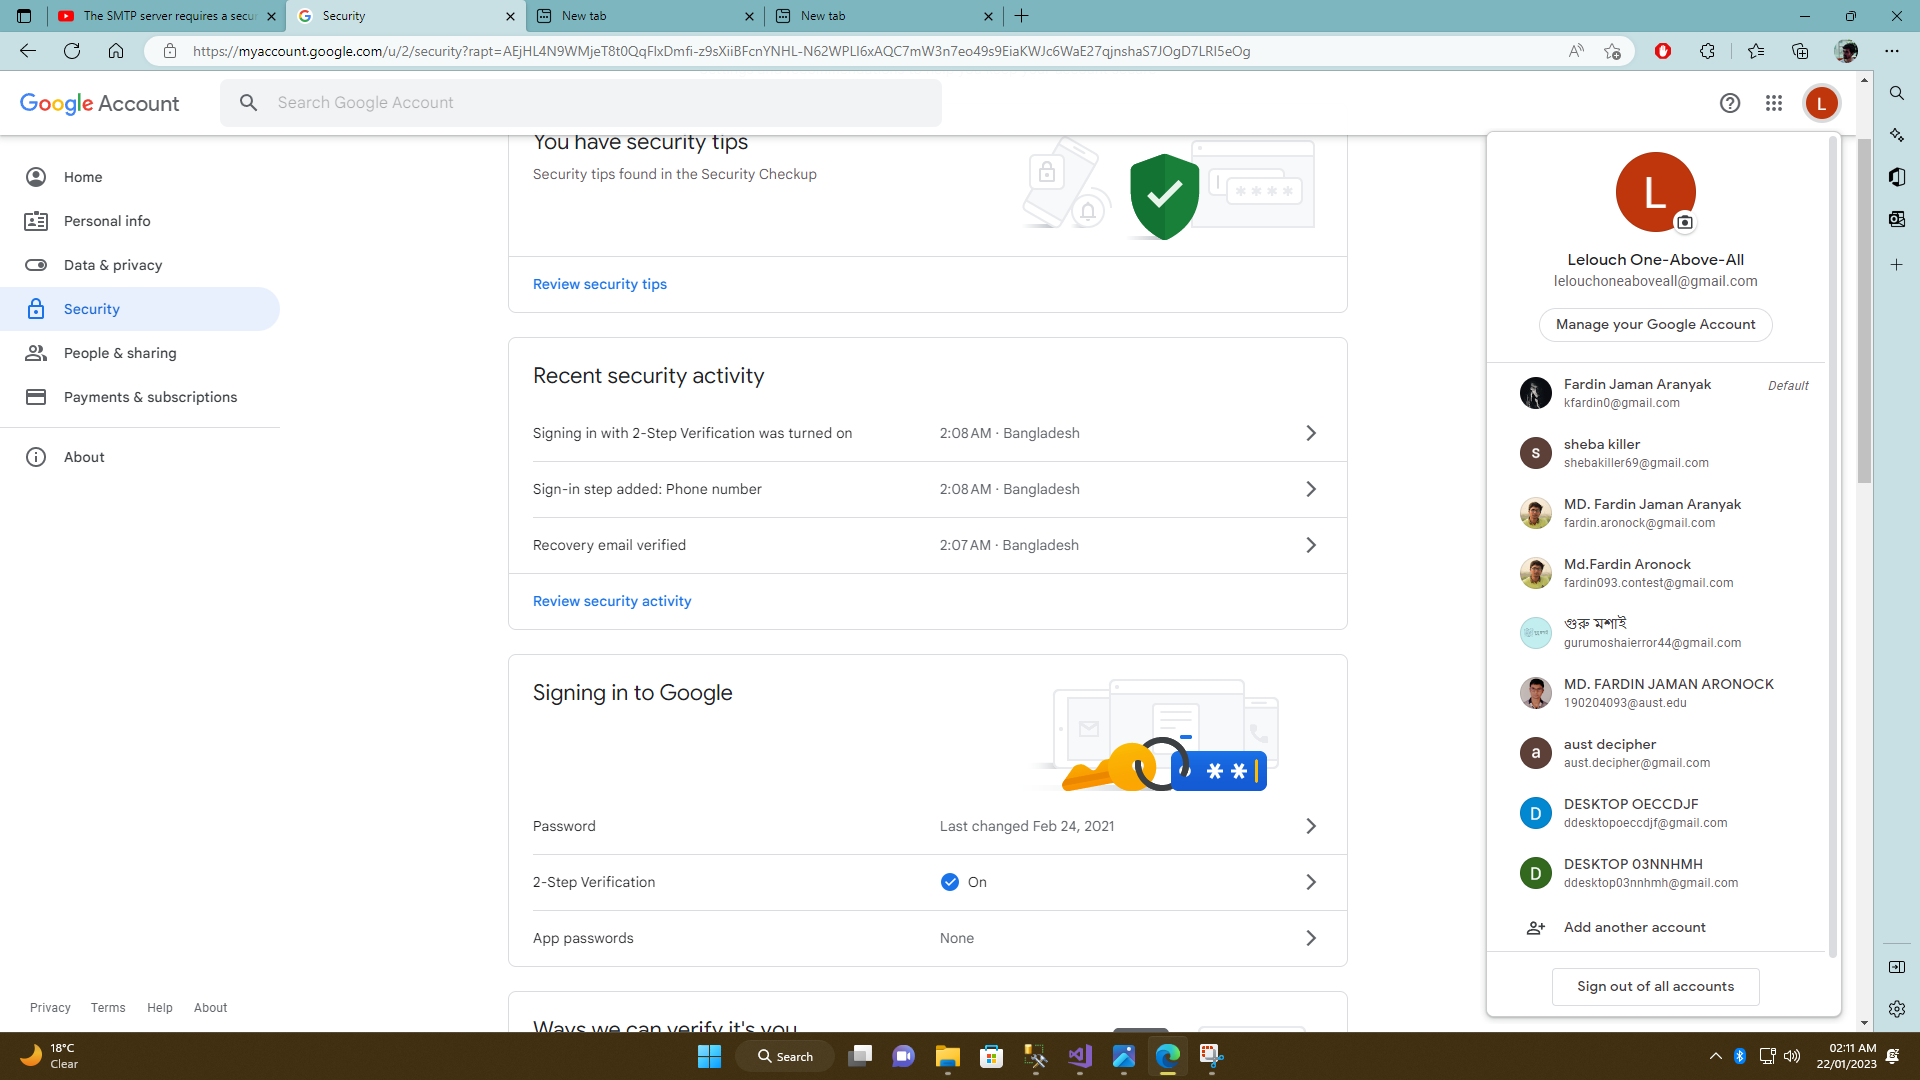 The SMTP server requires a secur
Security
New tab
New tab
https://myaccount.google.com/u/2/security?rapt=AEjHL4N9WMjeT8t0QqFIxDmfi-z9sXiiBFcnYNHL-N62WPLI6xAQC7mW3n7eo49s9EiaKWJc6WaE27qjnshaS7JOgD7LRI5eOg
Google Account
Search Google Account
L
Home
Personal info
Data & privacy
Security
People & sharing
Payments & subscriptions
About
You have security tips
Security tips found in the Security Checkup
Review security tips
Recent security activity
Signing in with 2-Step Verification was turned on
2:08 AM · Bangladesh
Sign-in step added: Phone number
2:08 AM · Bangladesh
Recovery email verified
2:07 AM · Bangladesh
Review security activity
Signing in to Google
Password
Last changed Feb 24, 2021
2-Step Verification
On
App passwords
None
Ways we can verify it's you
L
Lelouch One-Above-All
lelouchoneaboveall@gmail.com
Manage your Google Account
Fardin Jaman Aranyak
Default
kfardin0@gmail.com
s
sheba killer
shebakiller69@gmail.com
MD. Fardin Jaman Aranyak
fardin.aronock@gmail.com
Md.Fardin Aronock
fardin093.contest@gmail.com
গুরু মশাই
gurumoshaierror44@gmail.com
MD. FARDIN JAMAN ARONOCK
190204093@aust.edu
a
aust decipher
aust.decipher@gmail.com
D
DESKTOP OECCDJF
ddesktopoeccdjf@gmail.com
D
DESKTOP 03NNHMH
ddesktop03nnhmh@gmail.com
Add another account
Sign out of all accounts
Privacy
Terms
Help
About
18°C
Clear
Search
02:11 AM
22/01/2023